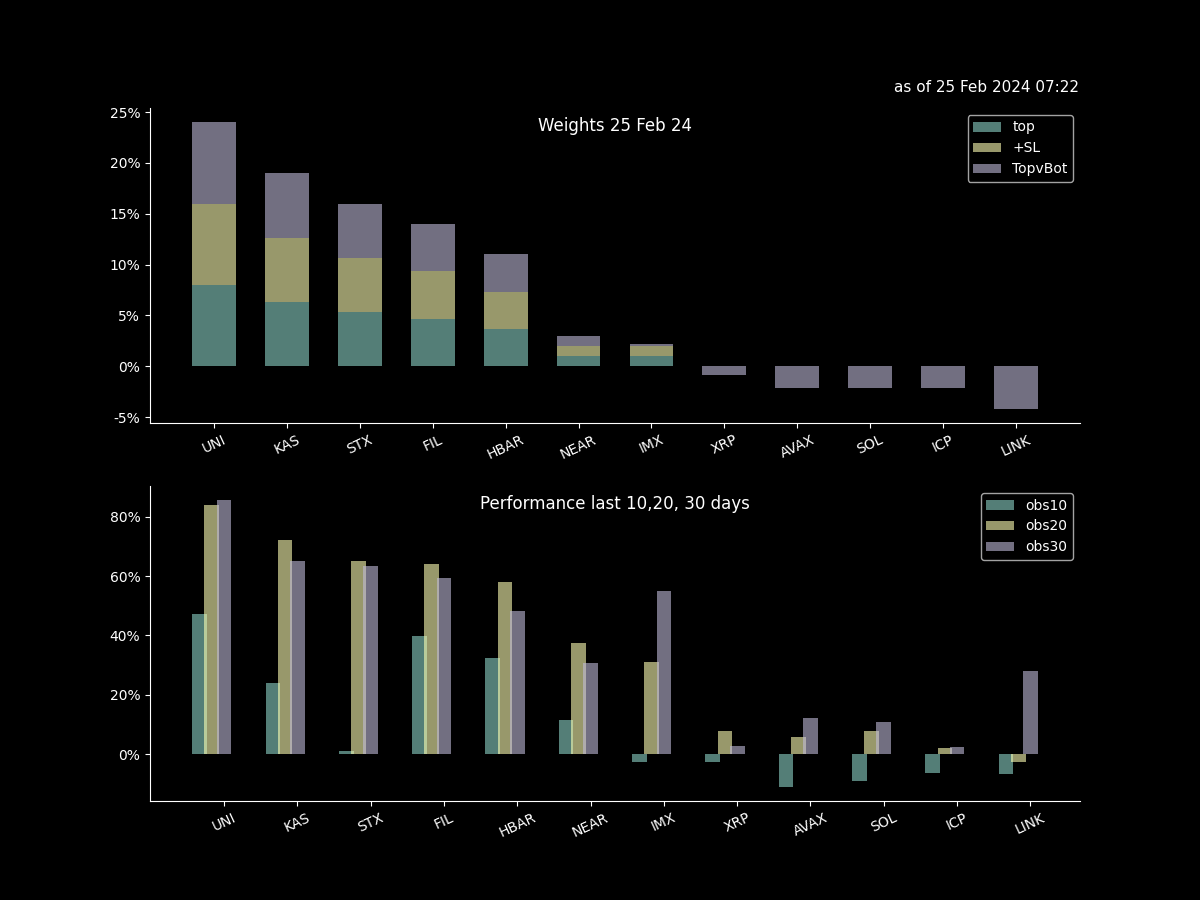 as of 25 Feb 2024 07:22
Weights 25 Feb 24
25%
20%
15%
10%
5%
0%
-5%
top
+SL
TopvBot
UNI KAS STX FIL HBAR NEAR IMX XRP AVAX SOL ICP LINK
Performance last 10,20, 30 days
80%
60%
40%
20%
0%
obs10
obs20
obs30
UNI KAS STX FIL HBAR NEAR IMX XRP AVAX SOL ICP LINK